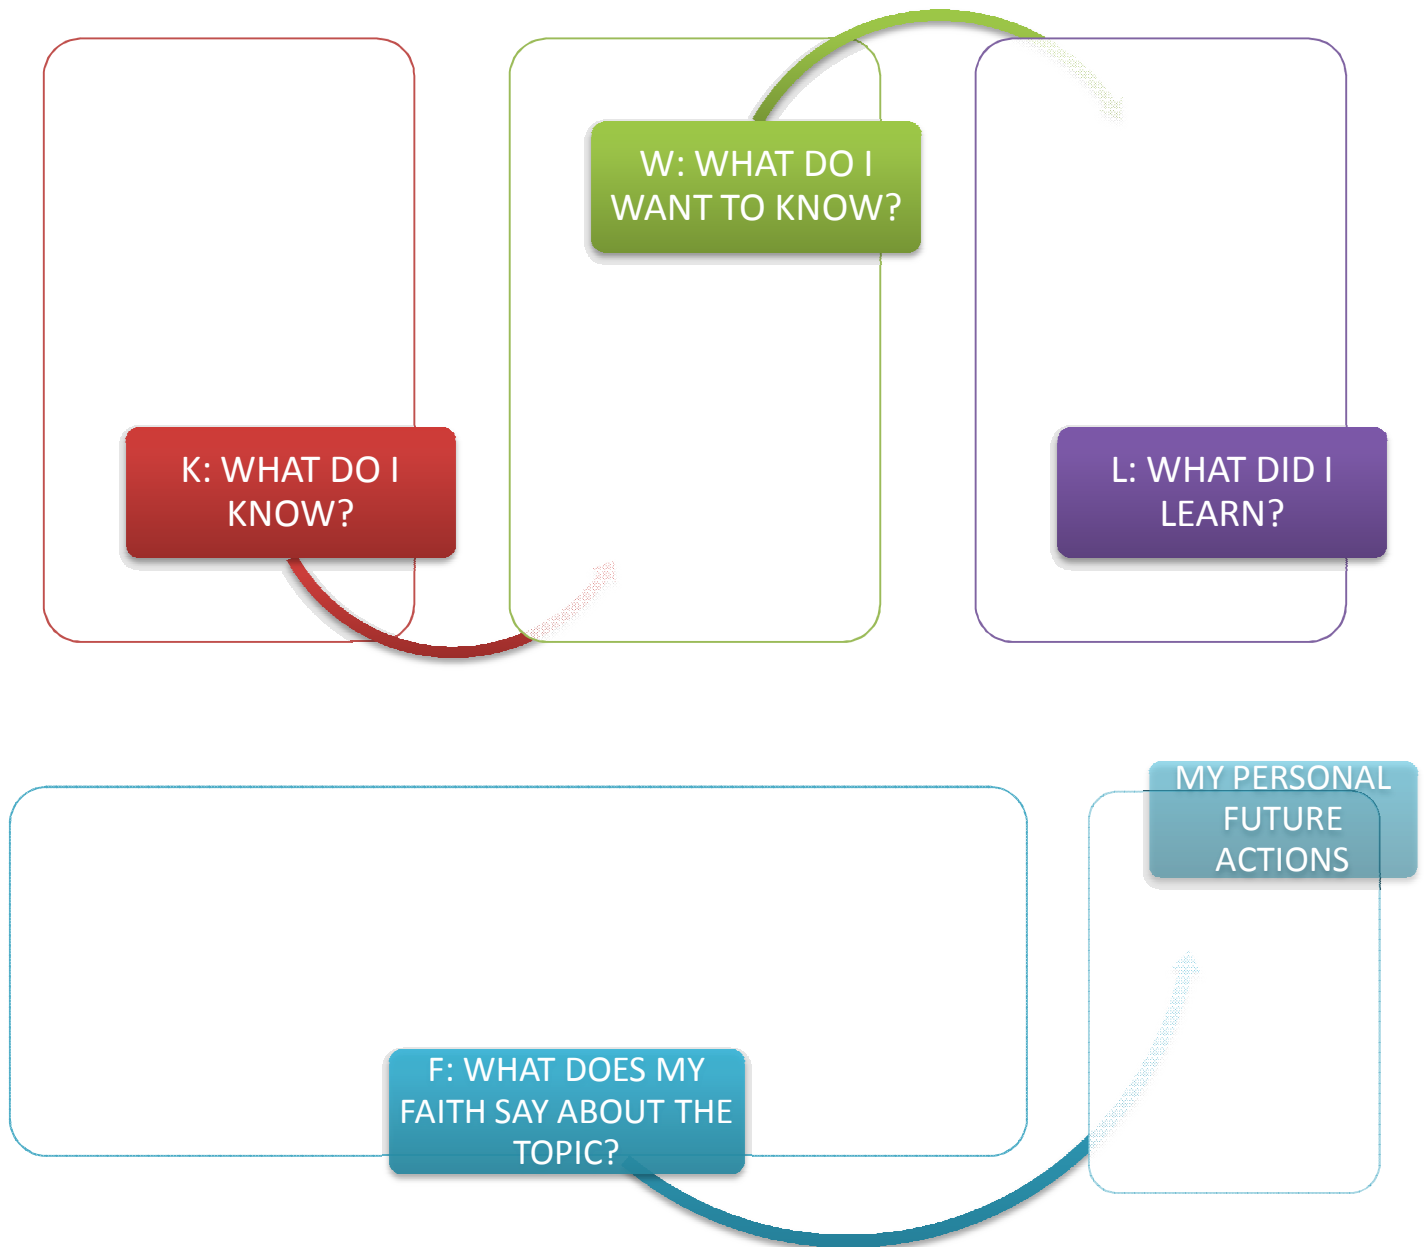 W: WHAT DO I
WANT TO KNOW?
K: WHAT DO I
KNOW?
L: WHAT DID I
LEARN?
MY PERSONAL
FUTURE
ACTIONS
F: WHAT DOES MY
FAITH SAY ABOUT THE
TOPIC?